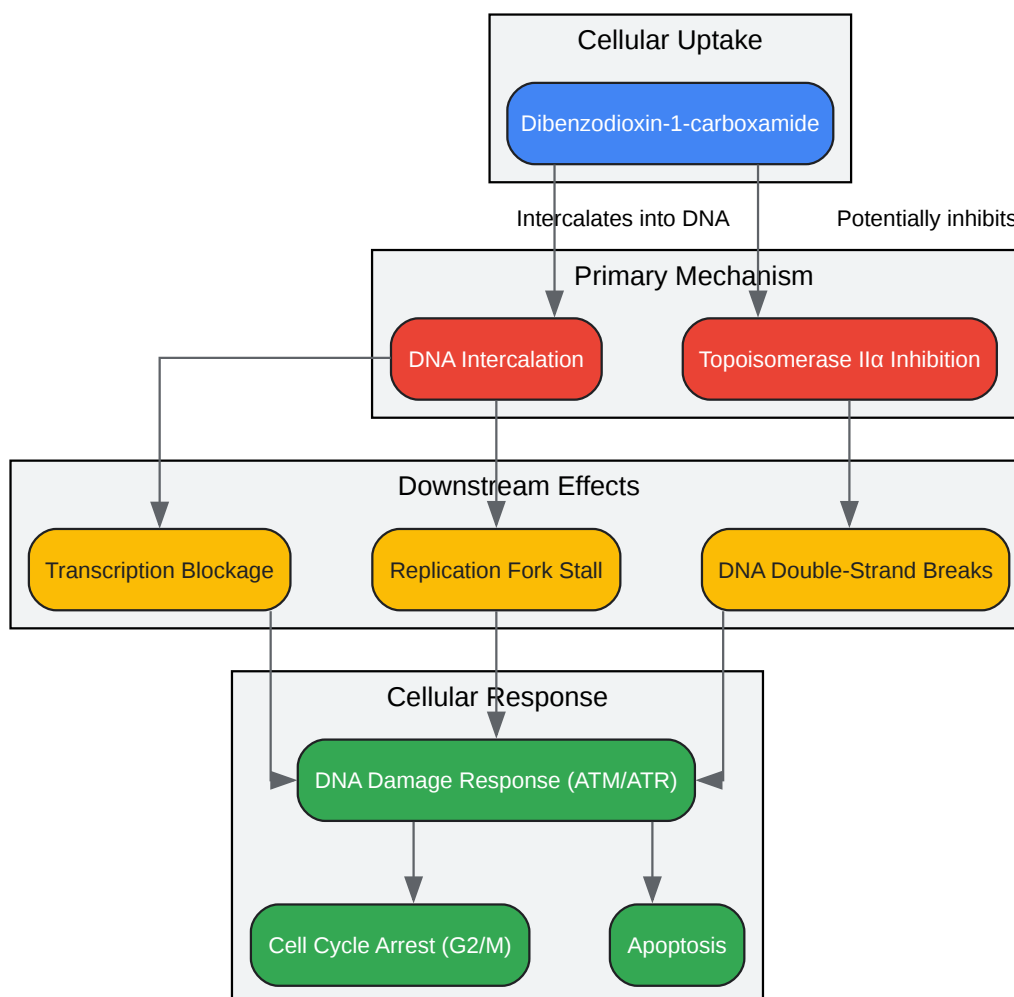 Cellular Uptake
Dibenzodioxin-1-carboxamide
Intercalates into DNA
Potentially inhibits
Primary Mechanism
DNA Intercalation
Topoisomerase IIα Inhibition
Downstream Effects
Transcription Blockage
Replication Fork Stall
DNA Double-Strand Breaks
Cellular Response
DNA Damage Response (ATM/ATR)
Cell Cycle Arrest (G2/M)
Apoptosis